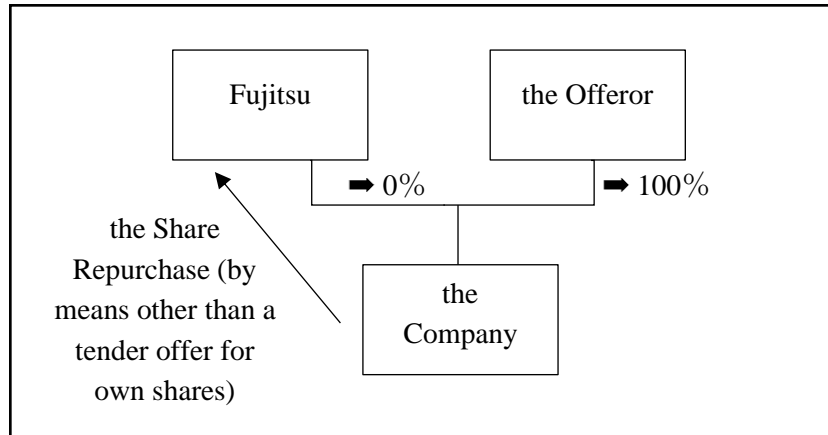 Fujitsu
the Offeror
➡ 0%
➡ 100%
the Share
Repurchase (by
means other than a
tender offer for
own shares)
the
Company